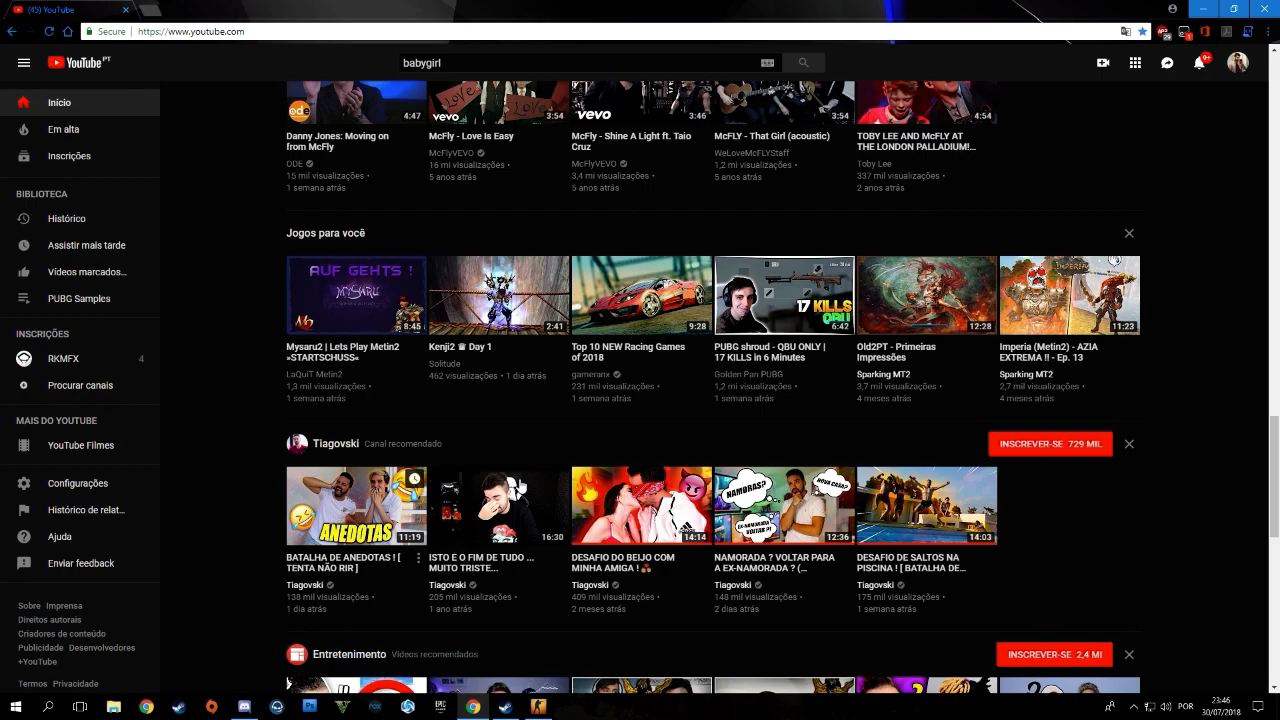 (45) YouTube
Secure
https://www.youtube.com
YouTube PT
babygirl
Início
Em alta
Inscrições
BIBLIOTECA
Histórico
Assistir mais tarde
Vídeos marcados...
PUBG Samples
INSCRIÇÕES
RKMFX 4
Procurar canais
MAIS DO YOUTUBE
YouTube Filmes
Configurações
Histórico de relat...
Ajuda
Enviar feedback
Sobre Imprensa
Direitos autorais
Criadores de conteúdo
Publicidade Desenvolvedores
+YouTube
Termos Privacidade
ode
4:47
Danny Jones: Moving on
from McFly
ODE
15 mil visualizações •
1 semana atrás
LOVE
vevo
3:54
McFly - Love Is Easy
McFlyVEVO
16 mi visualizações •
5 anos atrás
vevo
3:46
McFly - Shine A Light ft. Taio
Cruz
McFlyVEVO
3,4 mi visualizações •
5 anos atrás
3:54
McFLY - That Girl (acoustic)
WeLoveMcFLYStaff
1,2 mi visualizações •
5 anos atrás
4:54
TOBY LEE AND McFLY AT
THE LONDON PALLADIUM!...
Toby Lee
337 mil visualizações •
2 anos atrás
Jogos para você
AUF GEHTS !
MYSARU
8:45
Mysaru2 | Lets Play Metin2
»STARTSCHUSS«
LaQuiT Metin2
1,3 mil visualizações •
1 semana atrás
2:41
Kenji2 ♛ Day 1
Solitude
462 visualizações • 1 dia atrás
9:28
Top 10 NEW Racing Games
of 2018
gameranx
231 mil visualizações •
1 semana atrás
17 KILLS
QBU
6:42
PUBG shroud - QBU ONLY |
17 KILLS in 6 Minutes
Golden Pan PUBG
1,2 mi visualizações •
1 semana atrás
12:28
Old2PT - Primeiras
Impressões
Sparking MT2
3,7 mil visualizações •
4 meses atrás
IMPERIA
11:23
Imperia (Metin2) - AZIA
EXTREMA !! - Ep. 13
Sparking MT2
2,7 mil visualizações •
4 meses atrás
Tiagovski Canal recomendado
INSCREVER-SE 729 MIL
ANEDOTAS
11:19
BATALHA DE ANEDOTAS ! [
TENTA NÃO RIR ]
Tiagovski
138 mil visualizações •
1 dia atrás
16:30
ISTO É O FIM DE TUDO ...
MUITO TRISTE...
Tiagovski
205 mil visualizações •
1 ano atrás
14:14
DESAFIO DO BEIJO COM
MINHA AMIGA !
Tiagovski
409 mil visualizações •
2 meses atrás
NAMORAS?
NOVA CASA?
EX-NAMORADA
VOLTAR ?!
12:36
NAMORADA ? VOLTAR PARA
A EX-NAMORADA ? (...
Tiagovski
148 mil visualizações •
2 dias atrás
14:03
DESAFIO DE SALTOS NA
PISCINA ! [ BATALHA DE...
Tiagovski
175 mil visualizações •
1 semana atrás
Entretenimento Vídeos recomendados
INSCREVER-SE 2,4 MI
POR
23:46
30/07/2018